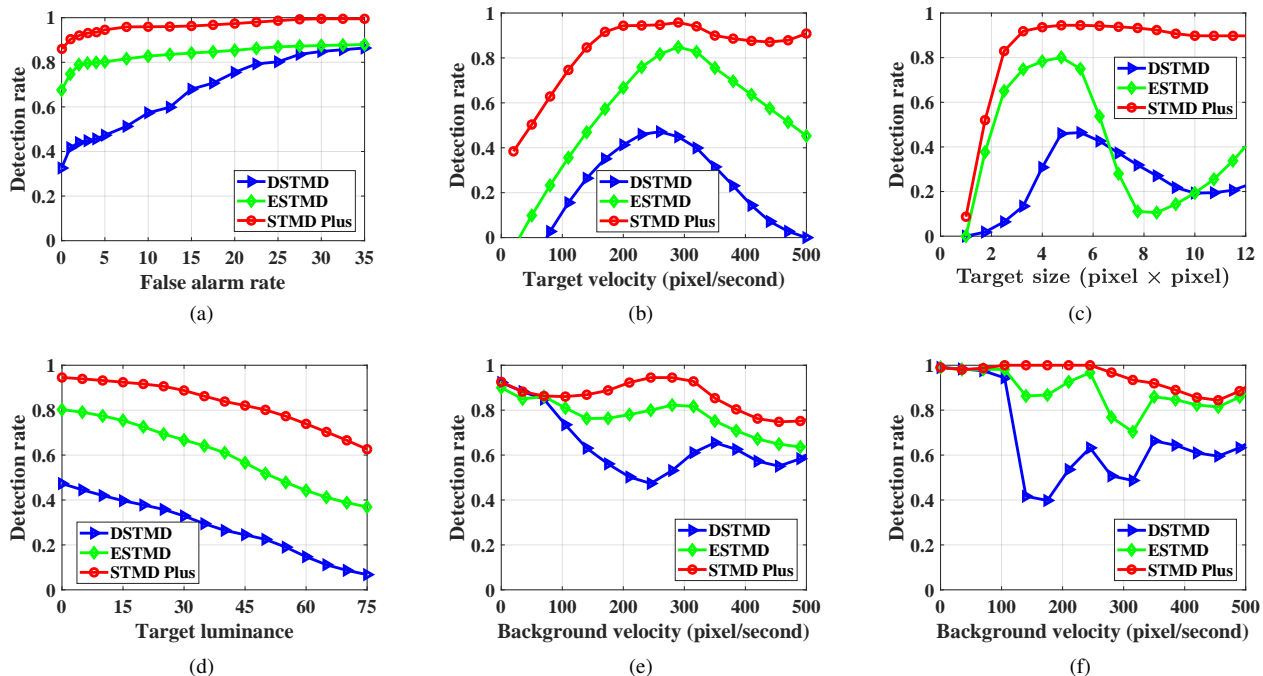 1
0.8
0.6
0.4
0.2
0
Detection rate
0 5 10 15 20 25 30 35
False alarm rate
DSTMD
ESTMD
STMD Plus
(a)
1
0.8
0.6
0.4
0.2
0
Detection rate
0 100 200 300 400 500
Target velocity (pixel/second)
DSTMD
ESTMD
STMD Plus
(b)
1
0.8
0.6
0.4
0.2
0
Detection rate
0 2 4 6 8 10 12
Target size (pixel × pixel)
DSTMD
ESTMD
STMD Plus
(c)
1
0.8
0.6
0.4
0.2
0
Detection rate
0 15 30 45 60 75
Target luminance
DSTMD
ESTMD
STMD Plus
(d)
1
0.8
0.6
0.4
0.2
0
Detection rate
0 100 200 300 400 500
Background velocity (pixel/second)
DSTMD
ESTMD
STMD Plus
(e)
1
0.8
0.6
0.4
0.2
0
Detection rate
0 100 200 300 400 500
Background velocity (pixel/second)
DSTMD
ESTMD
STMD Plus
(f)